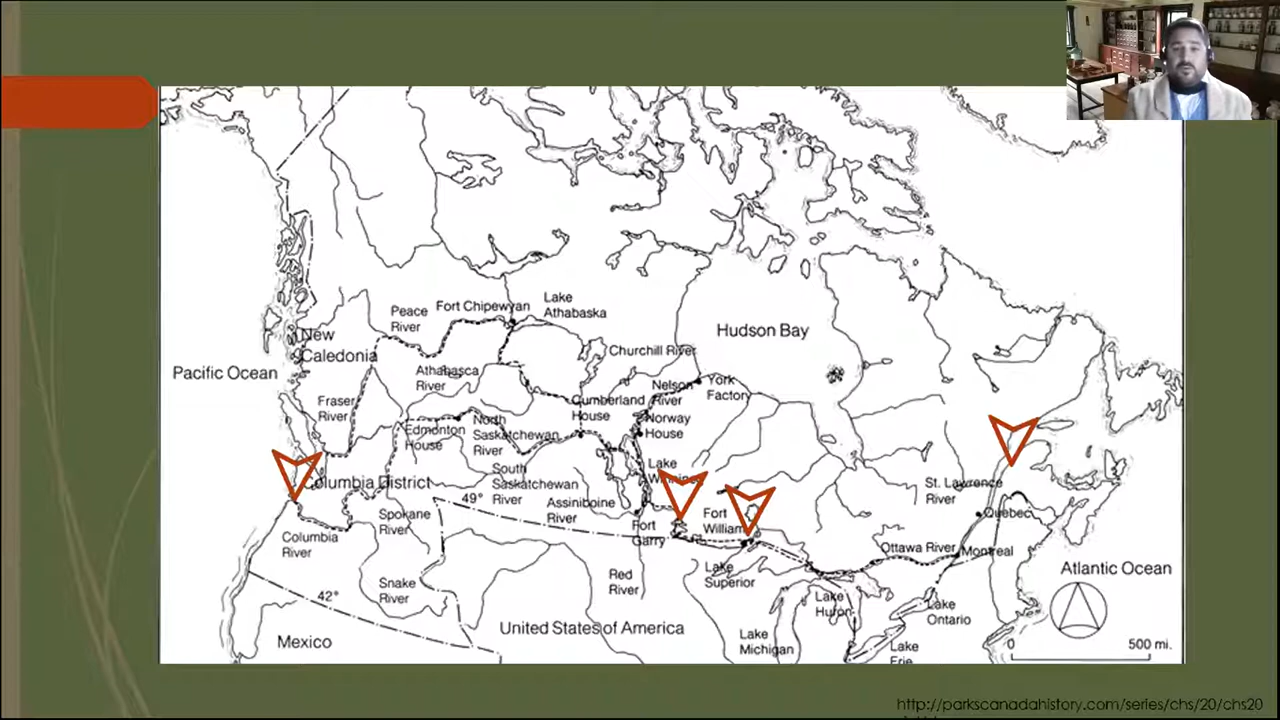 Fort Chipewyan
Lake
Athabaska
Peace
River
New
Caledonia
Hudson Bay
Churchill River
Pacific Ocean
Athabasca
River
Nelson
River
York
Factory
Fraser
River
Cumberland
House
Norway
House
Edmonton
House
North
Saskatchewan
River
South
Saskatchewan
River
Lake
Columbia District
49°
St. Lawrence
River
Assiniboine
River
Fort
William
Quebec
Spokane
River
Fort
Garry
Columbia
River
Ottawa River
Montreal
Lake
Superior
Atlantic Ocean
Red
River
Snake
River
42°
Lake
Huron
Lake
Ontario
United States of America
Mexico
Lake
Michigan
Lake
Erie
0 500 mi.
http://parkscanadahistory.com/series/chs/20/chs20